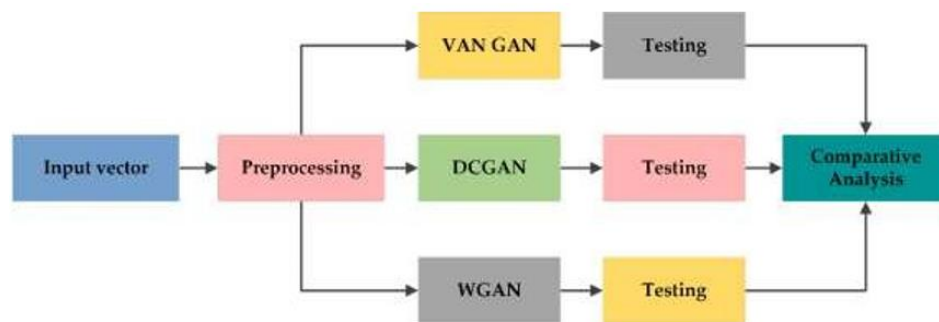 VAN GAN
Testing
Input vector
Preprocessing
DCGAN
Testing
Comparative
Analysis
WGAN
Testing